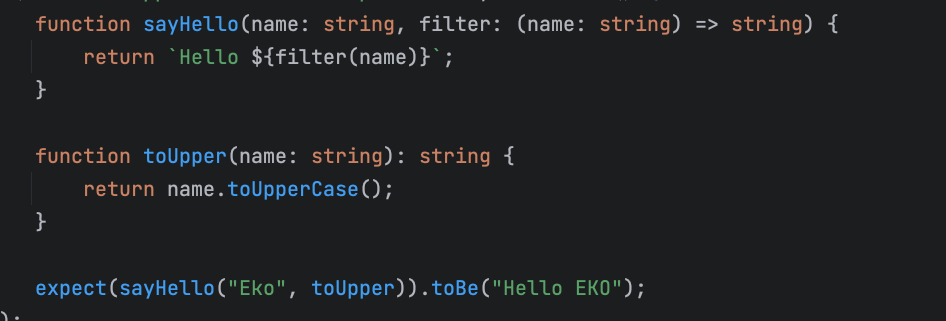 function sayHello(name: string, filter: (name: string) => string) {
    return `Hello ${filter(name)}`;
}

function toUpper(name: string): string {
    return name.toUpperCase();
}

expect(sayHello("Eko", toUpper)).toBe("Hello EKO");
);